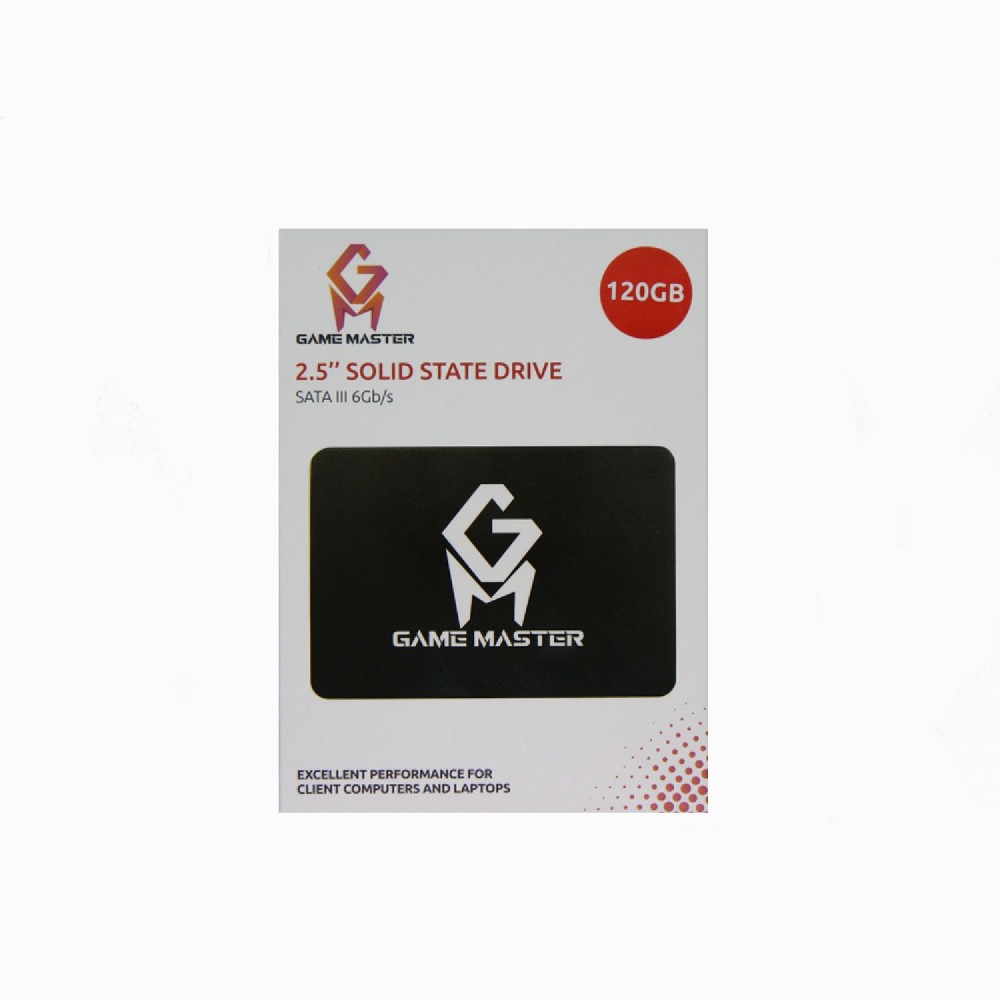 GAME MASTER
120GB
2.5" SOLID STATE DRIVE
SATA III 6Gb/s
GAME MASTER
EXCELLENT PERFORMANCE FOR
CLIENT COMPUTERS AND LAPTOPS